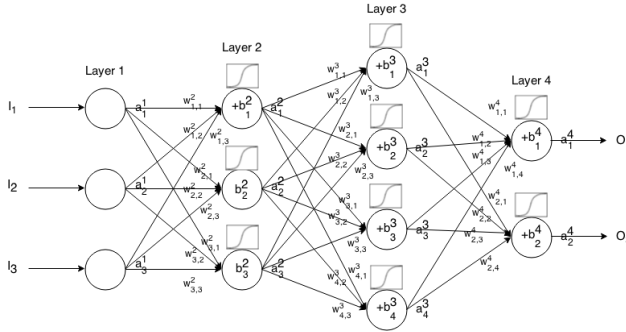 Layer 3
Layer 2
Layer 1
Layer 4
I₁
a¹₁
w²₁,₁
w²₁,₂
w²₁,₃
+b²₁
a²₁
w³₁,₁
w³₁,₂
w³₁,₃
+b³₁
a³₁
w⁴₁,₁
w⁴₁,₂
w⁴₁,₃
w⁴₁,₄
+b⁴₁
a⁴₁
O
I₂
a¹₂
w²₂,₁
w²₂,₂
w²₂,₃
b²₂
a²₂
w³₂,₁
w³₂,₂
w³₂,₃
+b³₂
a³₂
w⁴₂,₁
w⁴₂,₂
w⁴₂,₃
w⁴₂,₄
+b⁴₂
a⁴₂
O
I₃
a¹₃
w²₃,₁
w²₃,₂
w²₃,₃
b²₃
a²₃
w³₃,₁
w³₃,₂
w³₃,₃
+b³₃
a³₃
w³₄,₁
w³₄,₂
w³₄,₃
+b³₄
a³₄